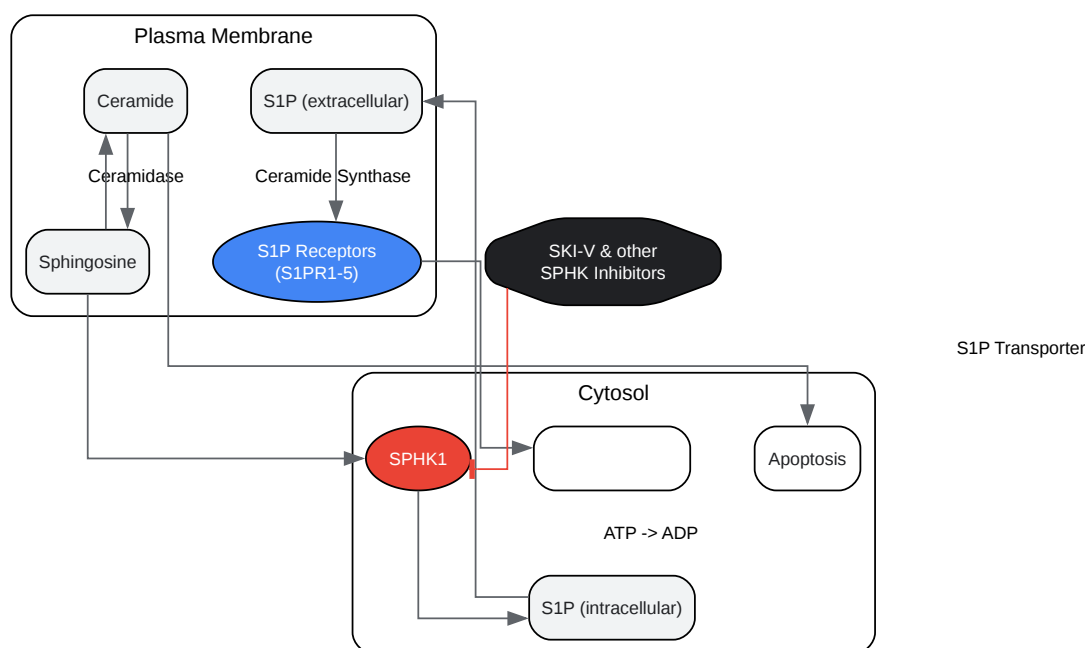 Plasma Membrane
Ceramide
S1P (extracellular)
Ceramidase
Ceramide Synthase
Sphingosine
S1P Receptors
(S1PR1-5)
SKI-V & other
SPHK Inhibitors
S1P Transporter
Cytosol
SPHK1
Apoptosis
ATP -> ADP
S1P (intracellular)